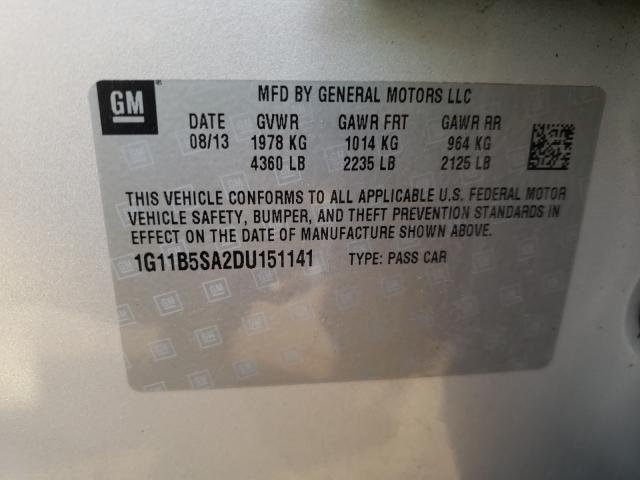 GM
MFD BY GENERAL MOTORS LLC
DATE GVWR GAWR FRT GAWR RR
08/13 1978 KG 1014 KG 964 KG
4360 LB 2235 LB 2125 LB
THIS VEHICLE CONFORMS TO ALL APPLICABLE U.S. FEDERAL MOTOR
VEHICLE SAFETY, BUMPER, AND THEFT PREVENTION STANDARDS IN
EFFECT ON THE DATE OF MANUFACTURE SHOWN ABOVE.
1G11B5SA2DU151141 TYPE: PASS CAR